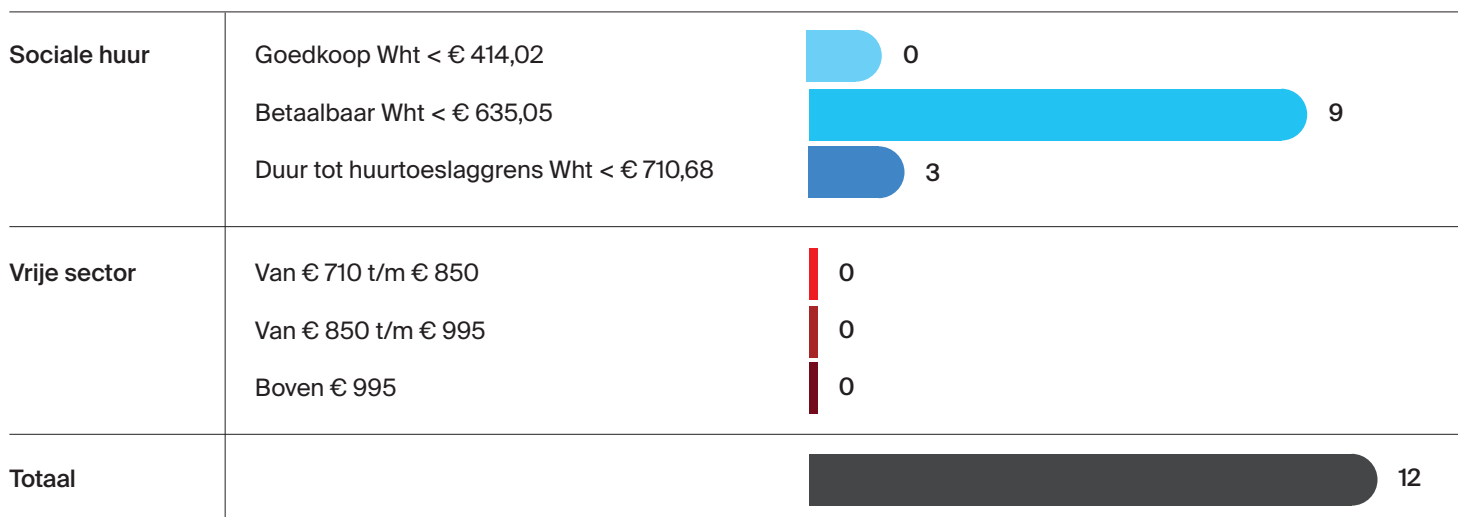 Sociale huur Goedkoop Wht < € 414,02 0
Betaalbaar Wht < € 635,05 9
Duur tot huurtoeslaggrens Wht < € 710,68 3
Vrije sector Van € 710 t/m € 850 0
Van € 850 t/m € 995 0
Boven € 995 0
Totaal 12